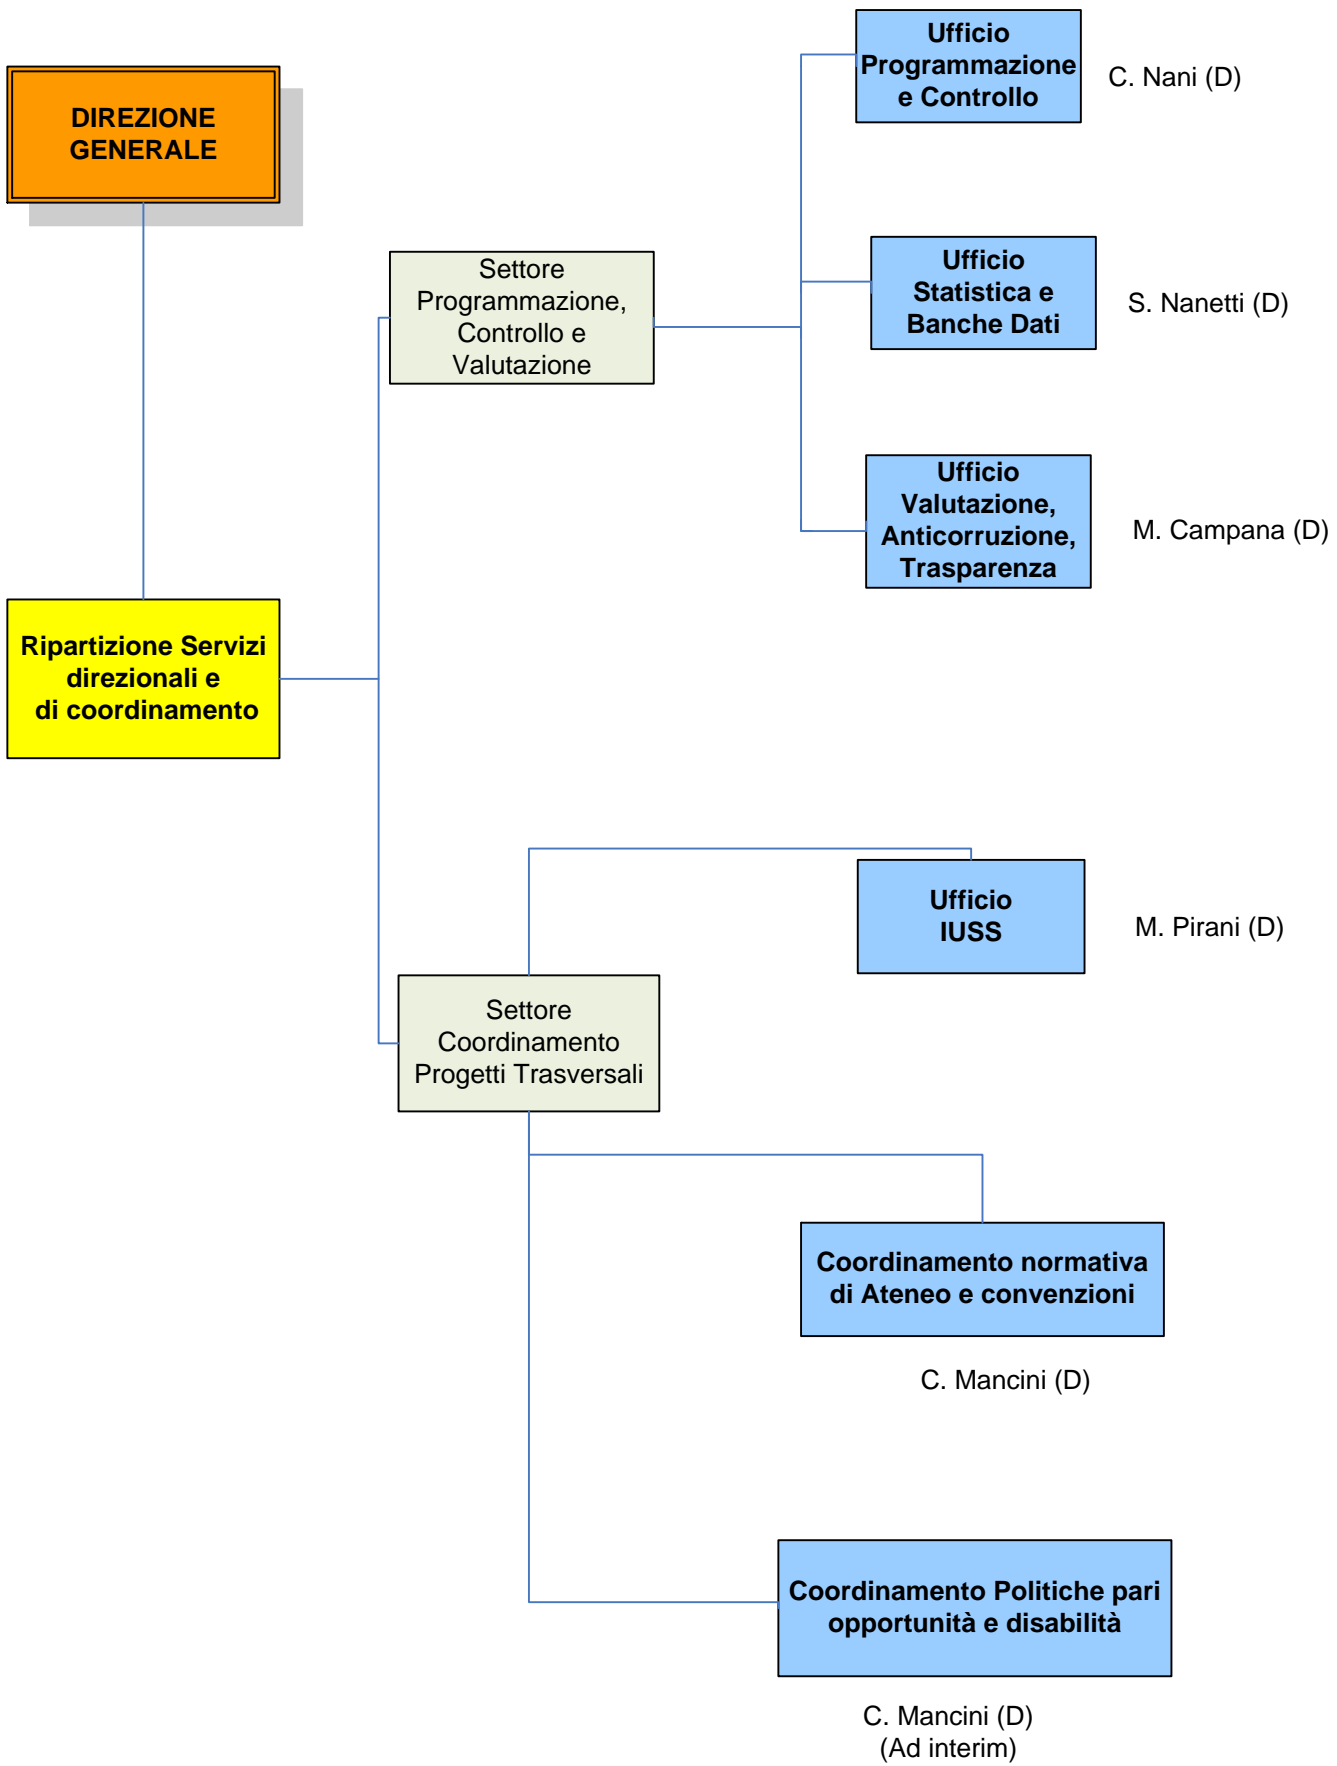 DIREZIONE
GENERALE
Ripartizione Servizi
direzionali e
di coordinamento
Settore
Programmazione,
Controllo e
Valutazione
Ufficio
Programmazione
e Controllo
C. Nani (D)
Ufficio
Statistica e
Banche Dati
S. Nanetti (D)
Ufficio
Valutazione,
Anticorruzione,
Trasparenza
M. Campana (D)
Settore
Coordinamento
Progetti Trasversali
Ufficio
IUSS
M. Pirani (D)
Coordinamento normativa
di Ateneo e convenzioni
C. Mancini (D)
Coordinamento Politiche pari
opportunità e disabilità
C. Mancini (D)
(Ad interim)